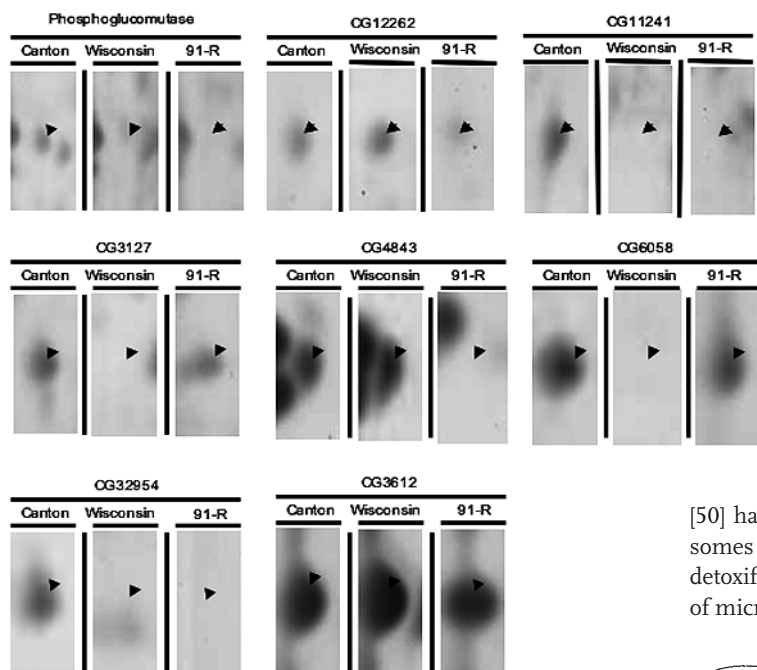 Phosphoglucomutase
Canton Wisconsin 91-R
CG12262
Canton Wisconsin 91-R
CG11241
Canton Wisconsin 91-R
CG3127
Canton Wisconsin 91-R
CG4843
Canton Wisconsin 91-R
CG6058
Canton Wisconsin 91-R
CG32954
Canton Wisconsin 91-R
CG3612
Canton Wisconsin 91-R
[50] ha
somes
detoxif
of micr